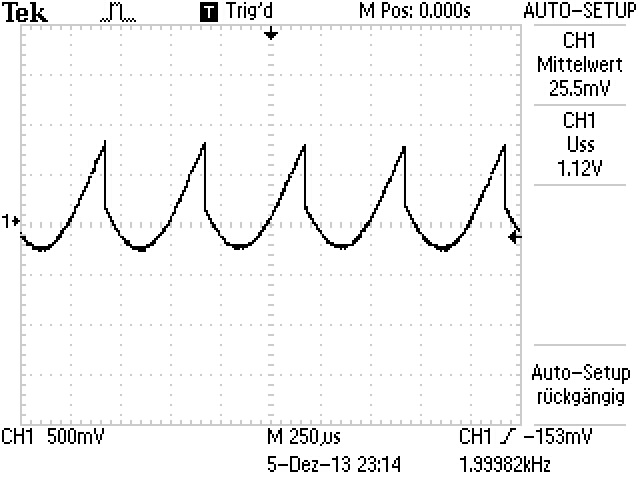 Tek T Trig'd M Pos: 0.000s AUTO-SETUP
CH1
Mittelwert
25.5mV
CH1
Uss
1.12V
1
Auto-Setup
rückgängig
CH1 500mV M 250µs CH1 -153mV
5-Dez-13 23:14 1.99982kHz